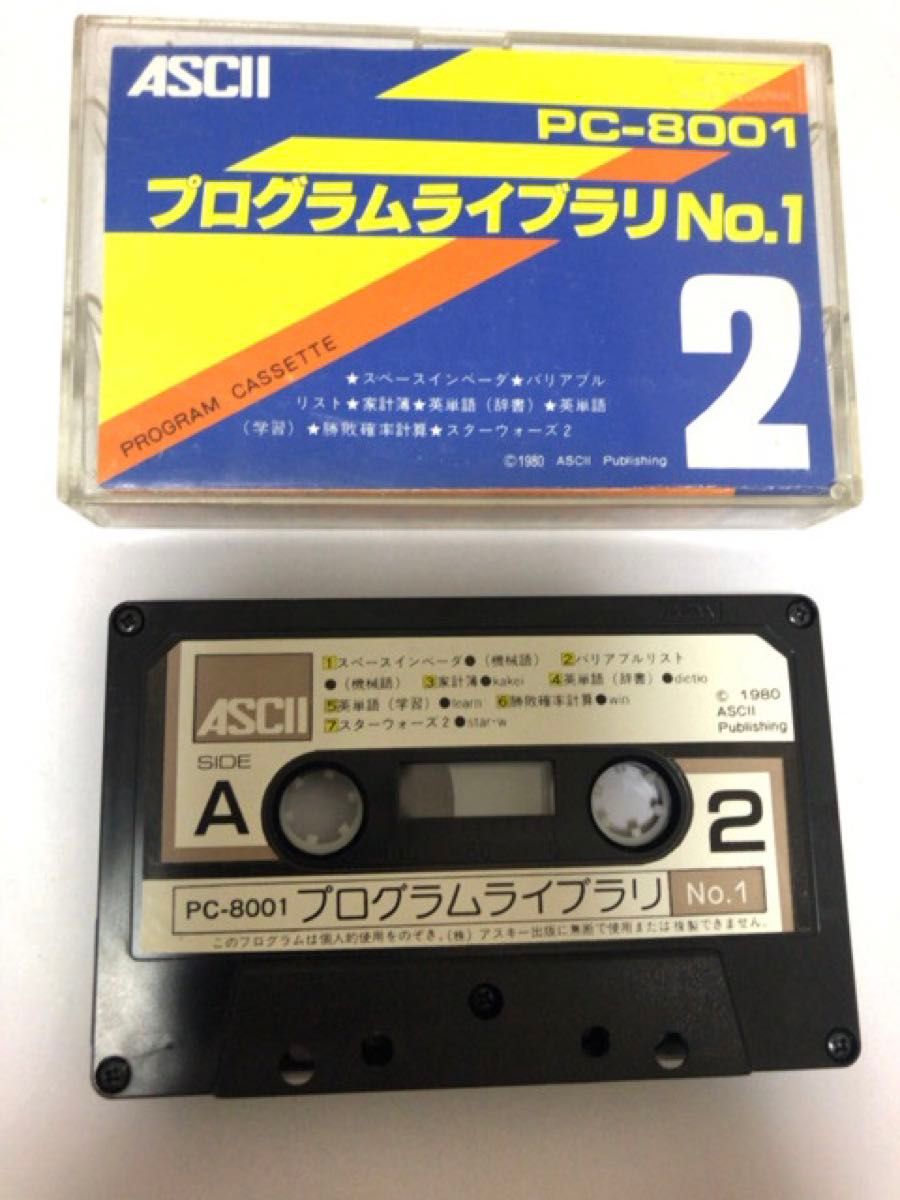 ASCII
PC-8001
プログラムライブラリ No.1
2
PROGRAM CASSETTE
★スペースインベーダ★バリアブル
リスト★家計簿★英単語(辞書)★英単語
(学習)★勝敗確率計算★スターウォーズ2
©1980 ASCII Publishing
ASCII
1スペースインベーダ●(機械語) 2バリアブルリスト
●(機械語) 3家計簿●kakei 4英単語(辞書)●dictio
5英単語(学習)●learn 6勝敗確率計算●win
7スターウォーズ2●star-w
© 1980
ASCII
Publishing
SIDE
A
2
PC-8001 プログラムライブラリ No.1
このプログラムは個人的使用をのぞき,(株)アスキー出版に無断で使用または複製できません.